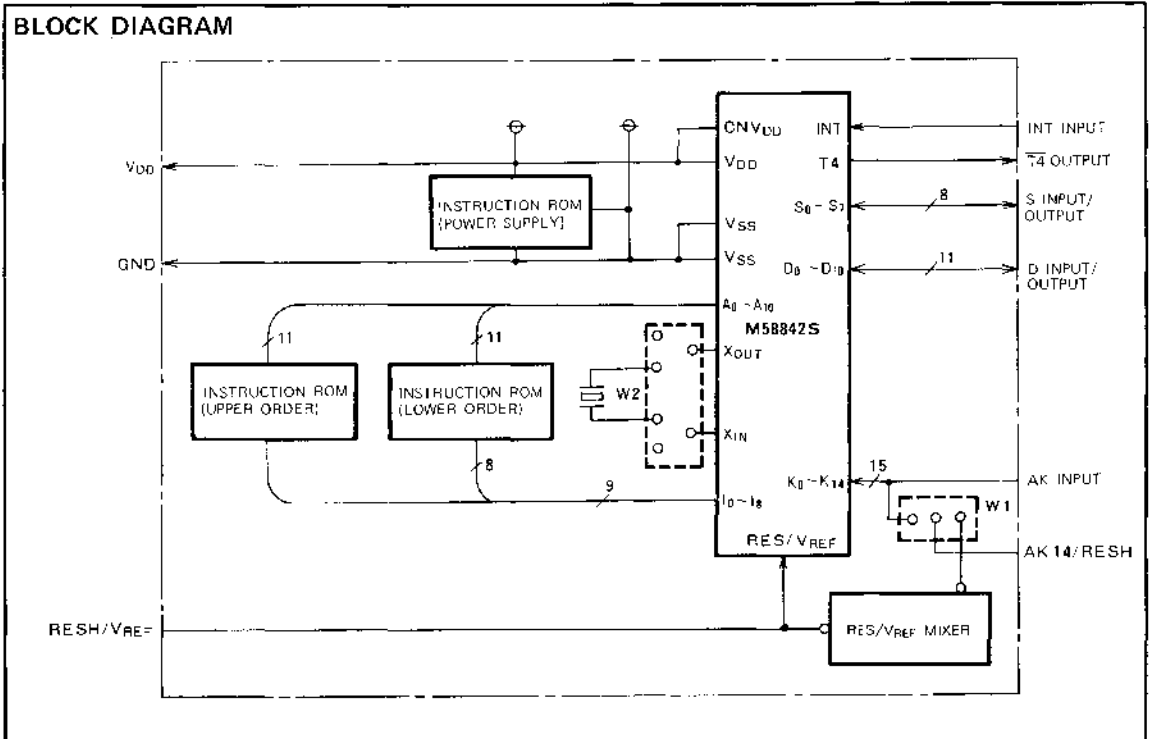 BLOCK DIAGRAM
CNVDD
INT
INT INPUT
VDD
VDD
T4
T4 OUTPUT
INSTRUCTION ROM
(POWER SUPPLY)
S0~S7
8
S INPUT/
OUTPUT
VSS
GND
VSS
D0~D10
11
D INPUT/
OUTPUT
A0~A10
M58842S
11
11
XOUT
INSTRUCTION ROM
(UPPER ORDER)
INSTRUCTION ROM
(LOWER ORDER)
W2
XIN
8
15
K0~K14
AK INPUT
9
I0~I8
W1
RES/VREF
AK 14/RESH
RESH/VREF
RES/VREF MIXER